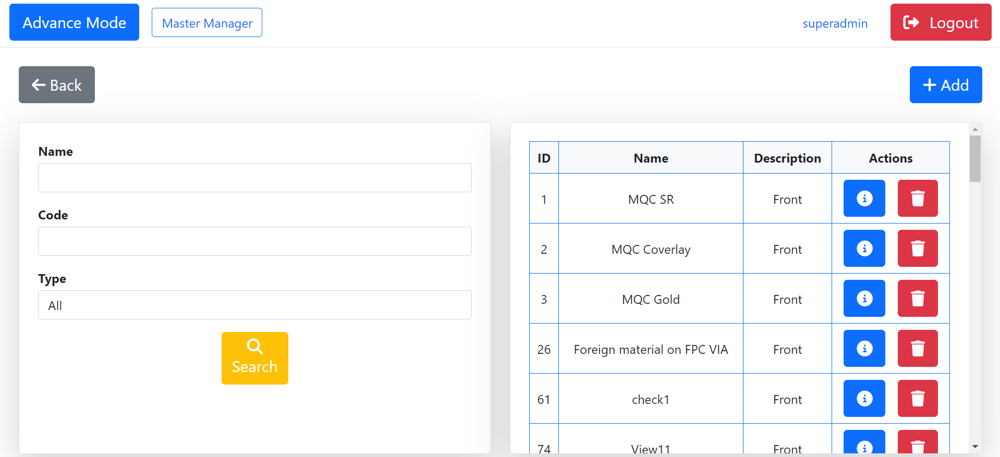 Advance Mode Master Manager superadmin Logout
Back Add
Name
Code
Type
All
Search
ID Name Description Actions
1 MQC SR Front
2 MQC Coverlay Front
3 MQC Gold Front
26 Foreign material on FPC VIA Front
61 check1 Front
74 View11 Front